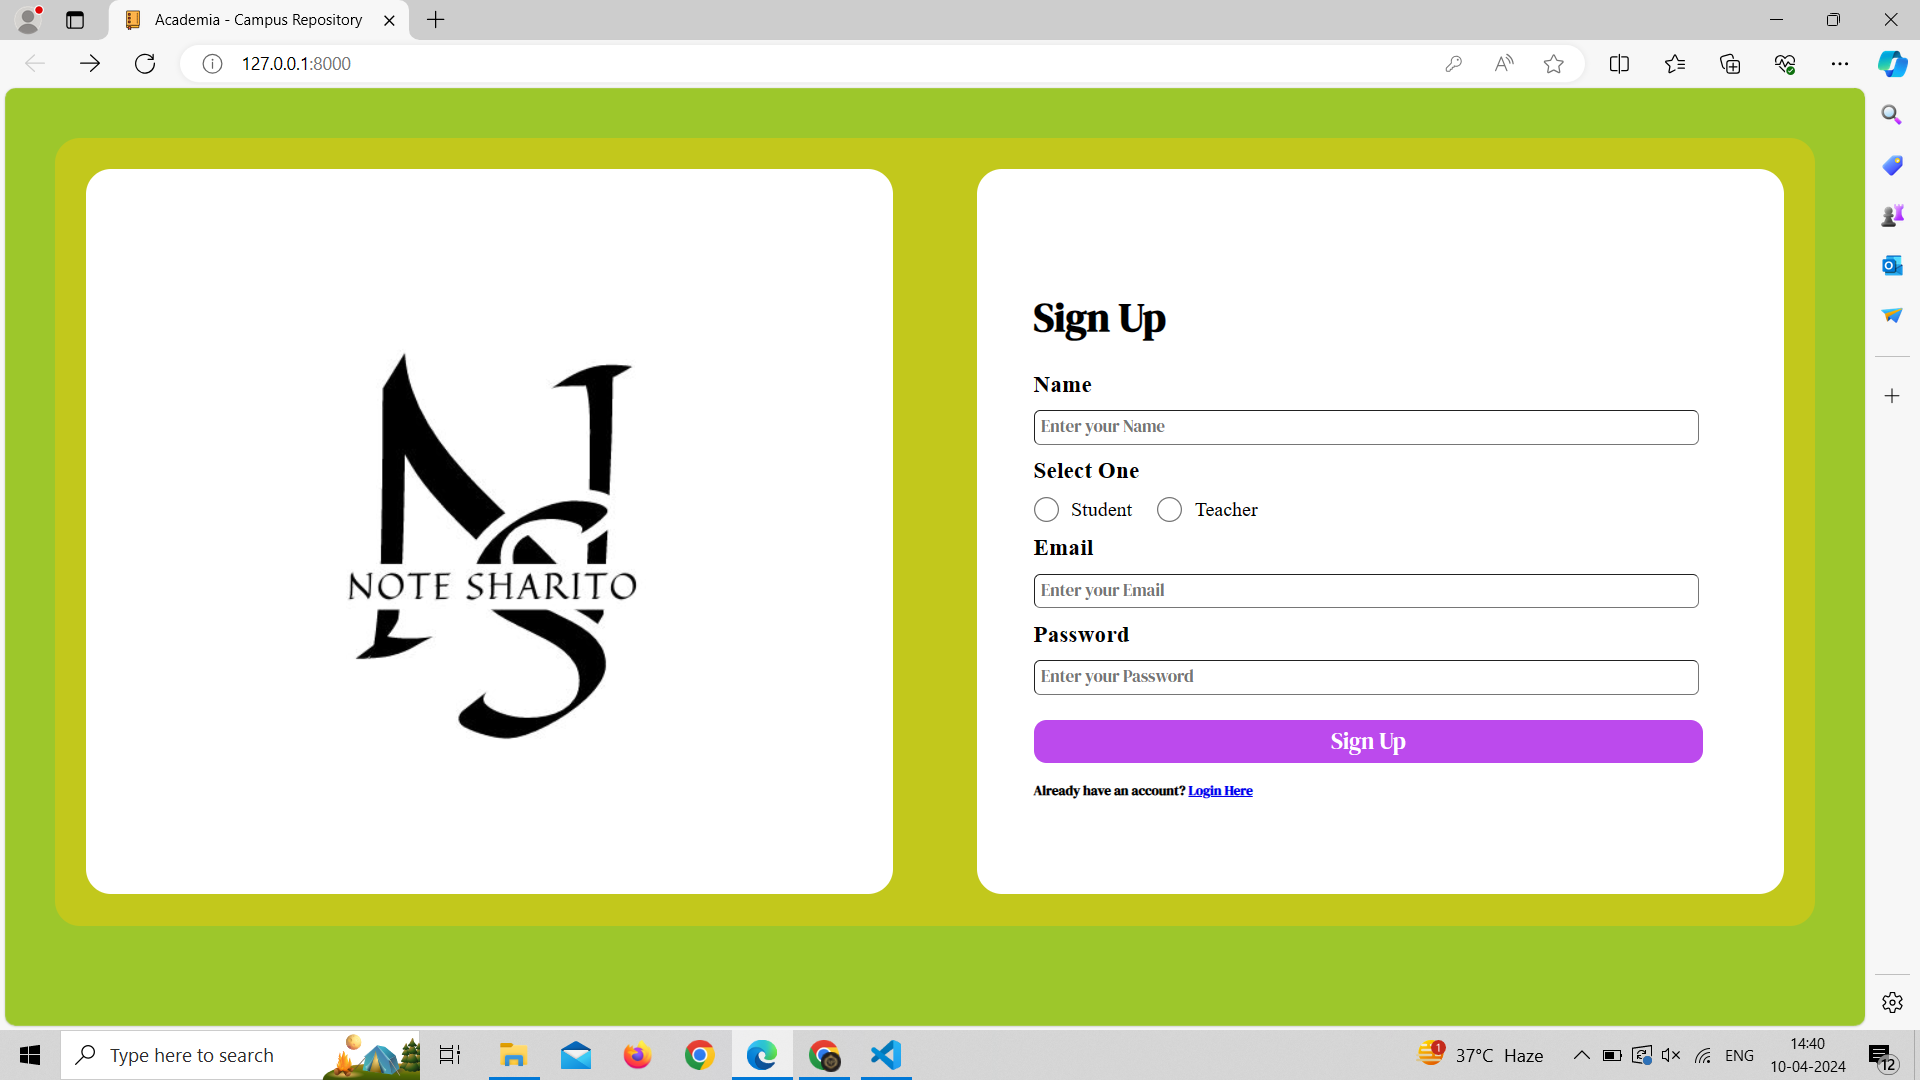 Academia - Campus Repository
127.0.0.1:8000
NOTE SHARITO
Sign Up
Name
Enter your Name
Select One
Student Teacher
Email
Enter your Email
Password
Enter your Password
Sign Up
Already have an account? Login Here
Type here to search
1
37°C Haze
ENG
14:40
10-04-2024
12